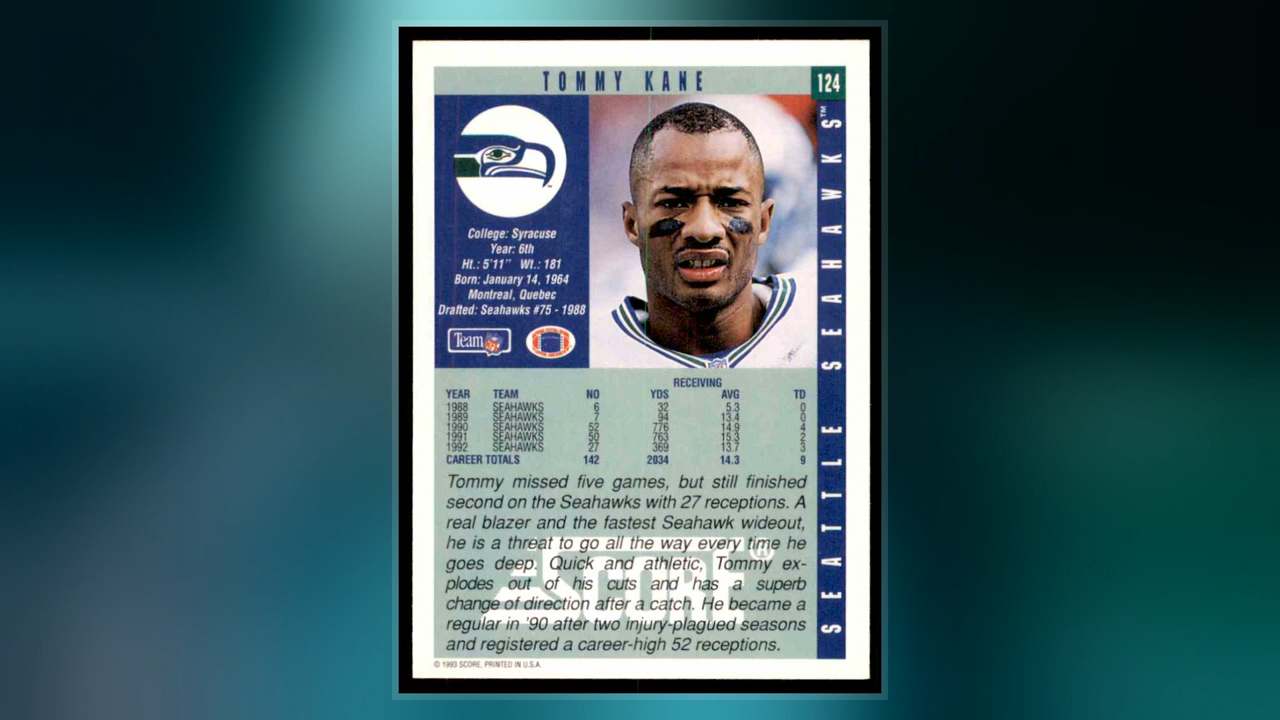 TOMMY KANE
124
SEATTLE SEAHAWKS™
College: Syracuse
Year: 6th
Ht.: 5'11" Wt.: 181
Born: January 14, 1964
Montreal, Quebec
Drafted: Seahawks #75 - 1988
Team NFL
RECEIVING
YEAR TEAM NO YDS AVG TD
1988 SEAHAWKS 6 32 5.3 0
1989 SEAHAWKS 7 94 13.4 0
1990 SEAHAWKS 52 776 14.9 4
1991 SEAHAWKS 50 763 15.3 2
1992 SEAHAWKS 27 369 13.7 3
CAREER TOTALS 142 2034 14.3 9
Tommy missed five games, but still finished
second on the Seahawks with 27 receptions. A
real blazer and the fastest Seahawk wideout,
he is a threat to go all the way every time he
goes deep. Quick and athletic, Tommy ex-
plodes out of his cuts and has a superb
change of direction after a catch. He became a
regular in '90 after two injury-plagued seasons
and registered a career-high 52 receptions.
SCORE®
© 1993 SCORE, PRINTED IN U.S.A.